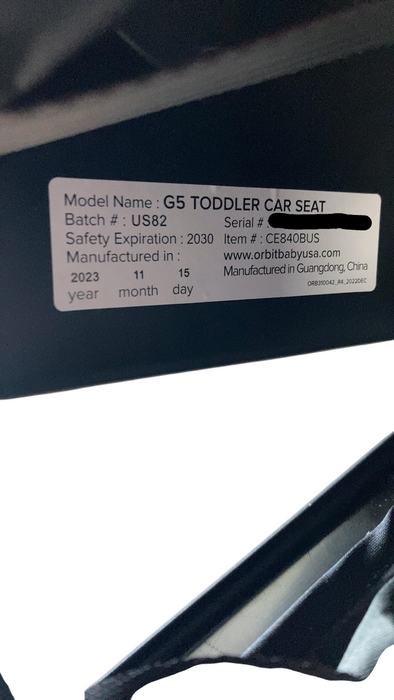 Model Name : G5 TODDLER CAR SEAT
Batch # : US82 Serial #
Safety Expiration : 2030 Item # : CE840BUS
Manufactured in : www.orbitbabyusa.com
2023 11 15 Manufactured in Guangdong, China
year month day ORB310042_R4_2022DEC